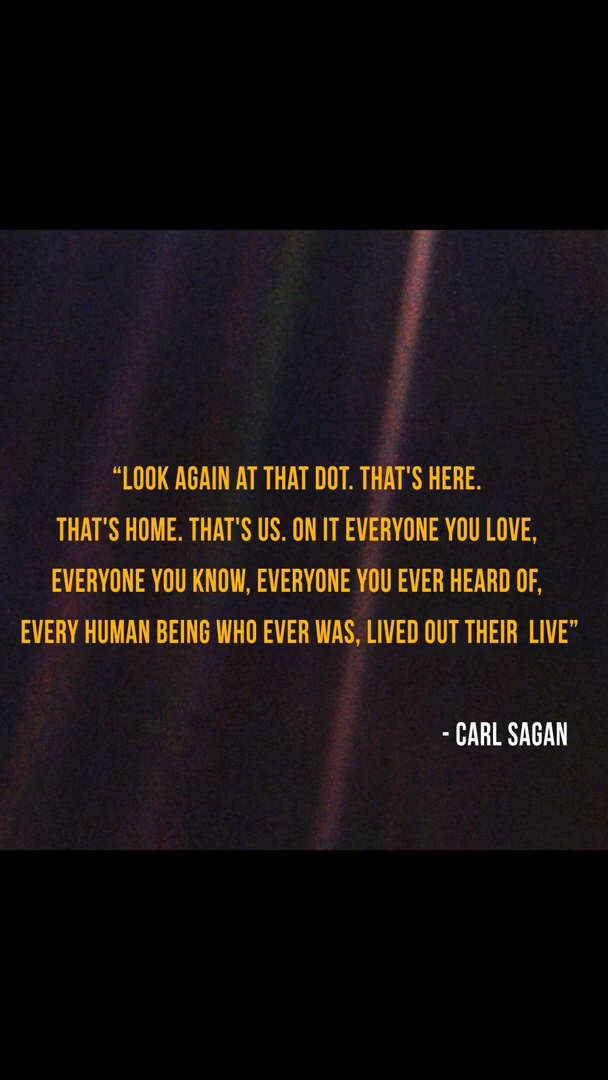 “LOOK AGAIN AT THAT DOT. THAT'S HERE.
THAT'S HOME. THAT'S US. ON IT EVERYONE YOU LOVE,
EVERYONE YOU KNOW, EVERYONE YOU EVER HEARD OF,
EVERY HUMAN BEING WHO EVER WAS, LIVED OUT THEIR  LIVE”
- CARL SAGAN